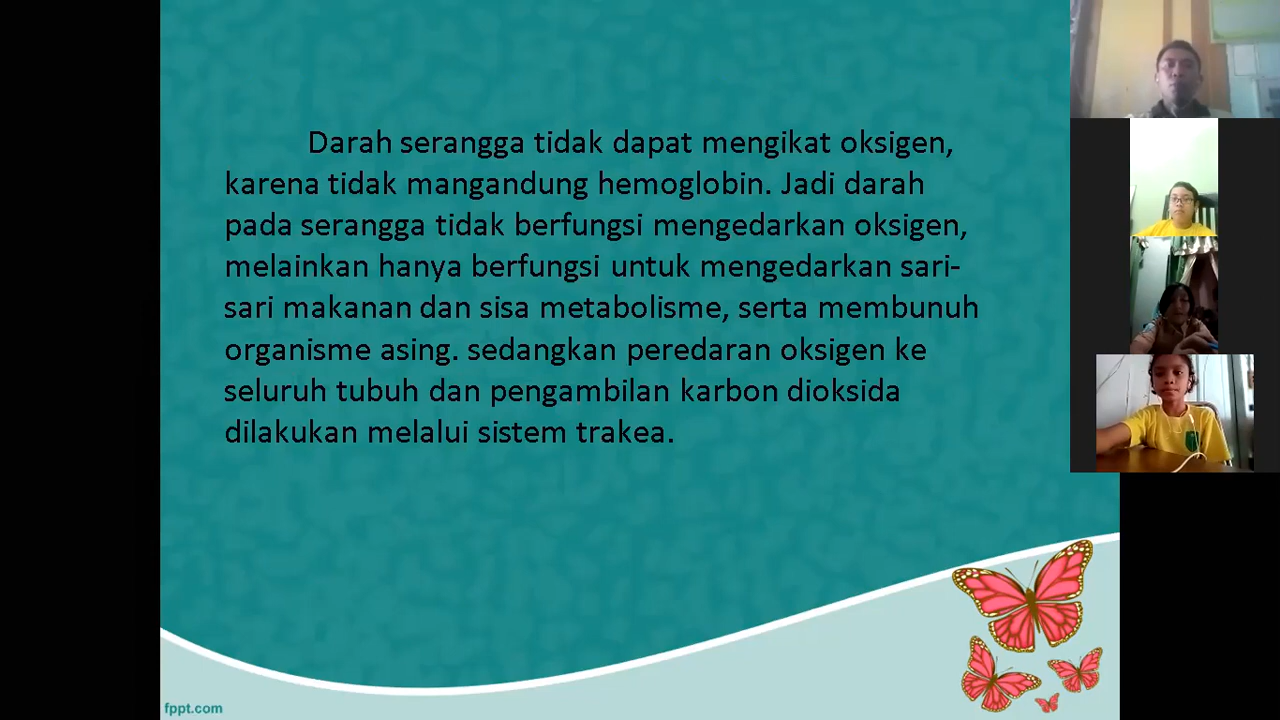 Darah serangga tidak dapat mengikat oksigen,
karena tidak mangandung hemoglobin. Jadi darah
pada serangga tidak berfungsi mengedarkan oksigen,
melainkan hanya berfungsi untuk mengedarkan sari-
sari makanan dan sisa metabolisme, serta membunuh
organisme asing. sedangkan peredaran oksigen ke
seluruh tubuh dan pengambilan karbon dioksida
dilakukan melalui sistem trakea.
fppt.com